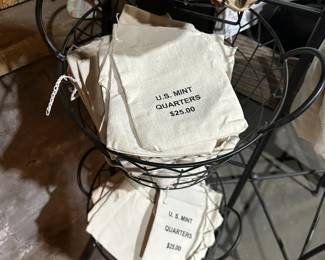 U.S. MINT
QUARTERS
$25.00
U.S. MINT
QUARTERS
$25.00